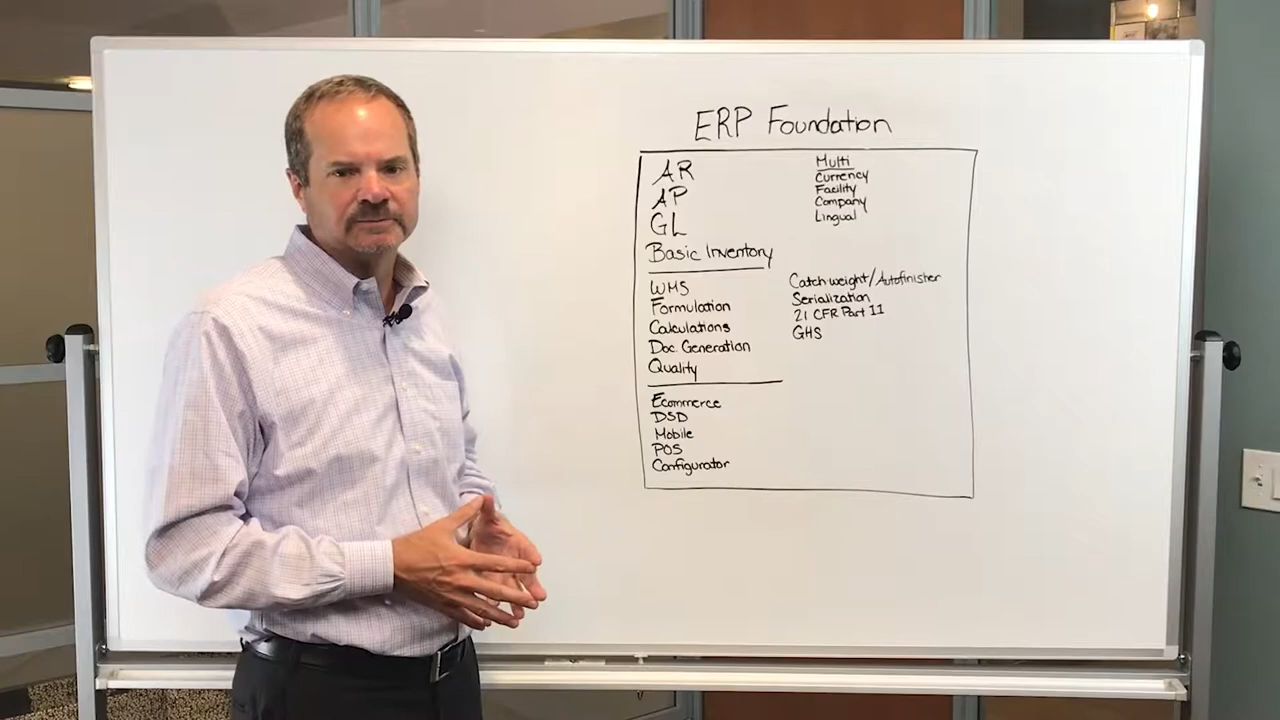 ERP Foundation
AR
AP
GL
Basic Inventory
Multi
Currency
Facility
Company
Lingual
WMS
Formulation
Calculations
Doc. Generation
Quality
Catch weight/Autofinisher
Serialization
21 CFR Part 11
GHS
Ecommerce
DSD
Mobile
POS
Configurator